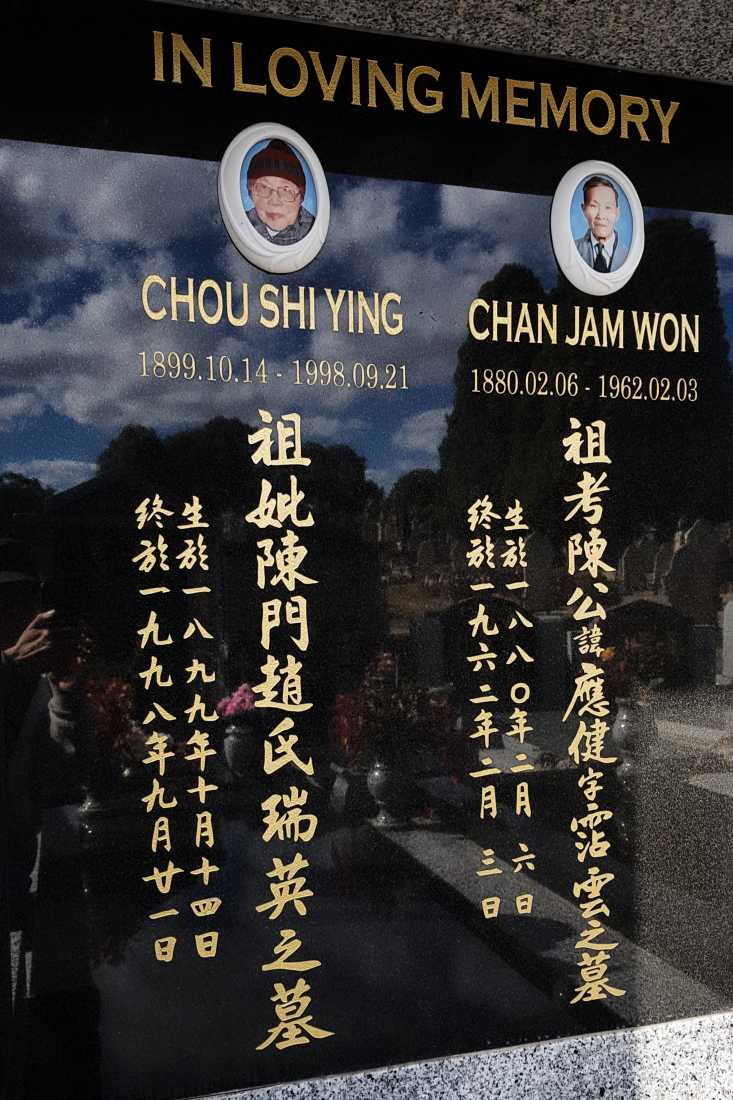 IN LOVING MEMORY
CHOU SHI YING
1899.10.14 - 1998.09.21
祖妣陳門趙氏瑞英之墓
生於一八九九年十月十四日
終於一九九八年九月廿一日
CHAN JAM WON
1880.02.06 - 1962.02.03
祖考陳公諱應健字霑雲之墓
生於一八八〇年二月六日
終於一九六二年二月三日